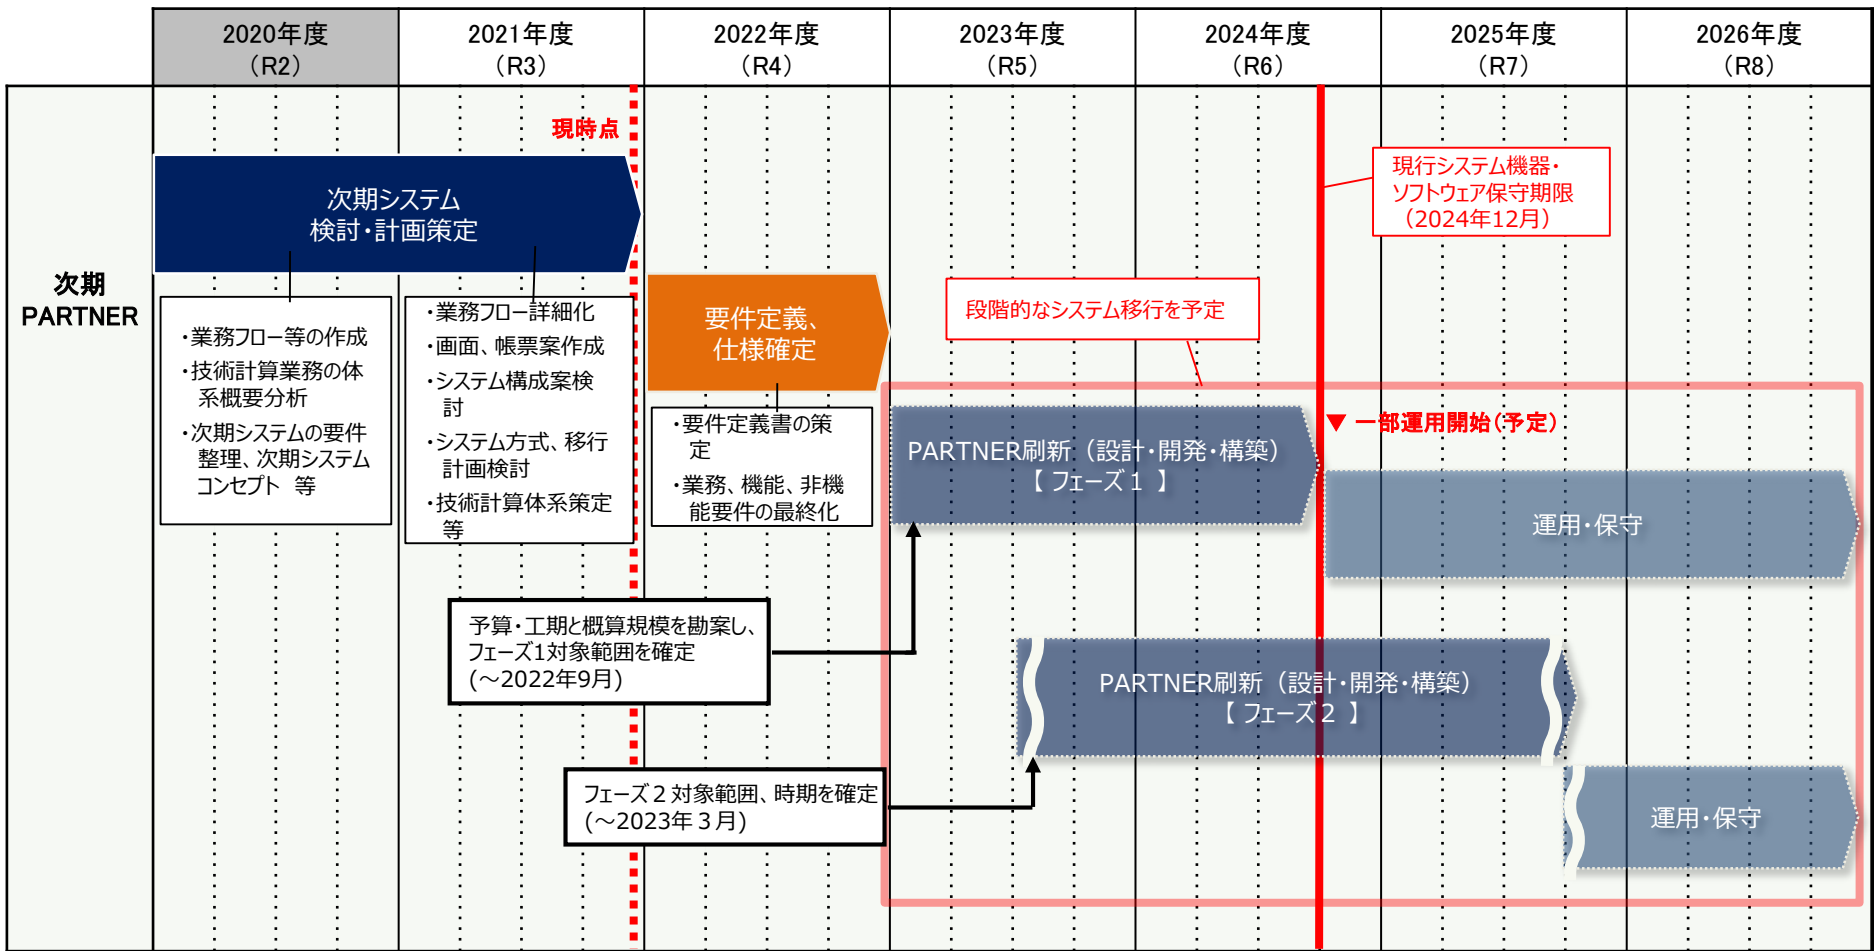 2020年度
（R2）
2021年度
（R3）
2022年度
（R4）
2023年度
（R5）
2024年度
（R6）
2025年度
（R7）
2026年度
（R8）
次期
PARTNER
現時点
次期システム
検討・計画策定
・業務フロー等の作成
・技術計算業務の体
系概要分析
・次期システムの要件
整理、次期システム
コンセプト 等
・業務フロー詳細化
・画面、帳票案作成
・システム構成案検
討
・システム方式、移行
計画検討
・技術計算体系策定
等
要件定義、
仕様確定
・要件定義書の策
定
・業務、機能、非機
能要件の最終化
現行システム機器・
ソフトウェア保守期限
（2024年12月）
段階的なシステム移行を予定
▼ 一部運用開始(予定)
PARTNER刷新（設計・開発・構築）
【 フェーズ１ 】
運用・保守
予算・工期と概算規模を勘案し、
フェーズ1対象範囲を確定
(～2022年9月)
PARTNER刷新（設計・開発・構築）
【 フェーズ２ 】
フェーズ２対象範囲、時期を確定
(～2023年３月)
運用・保守